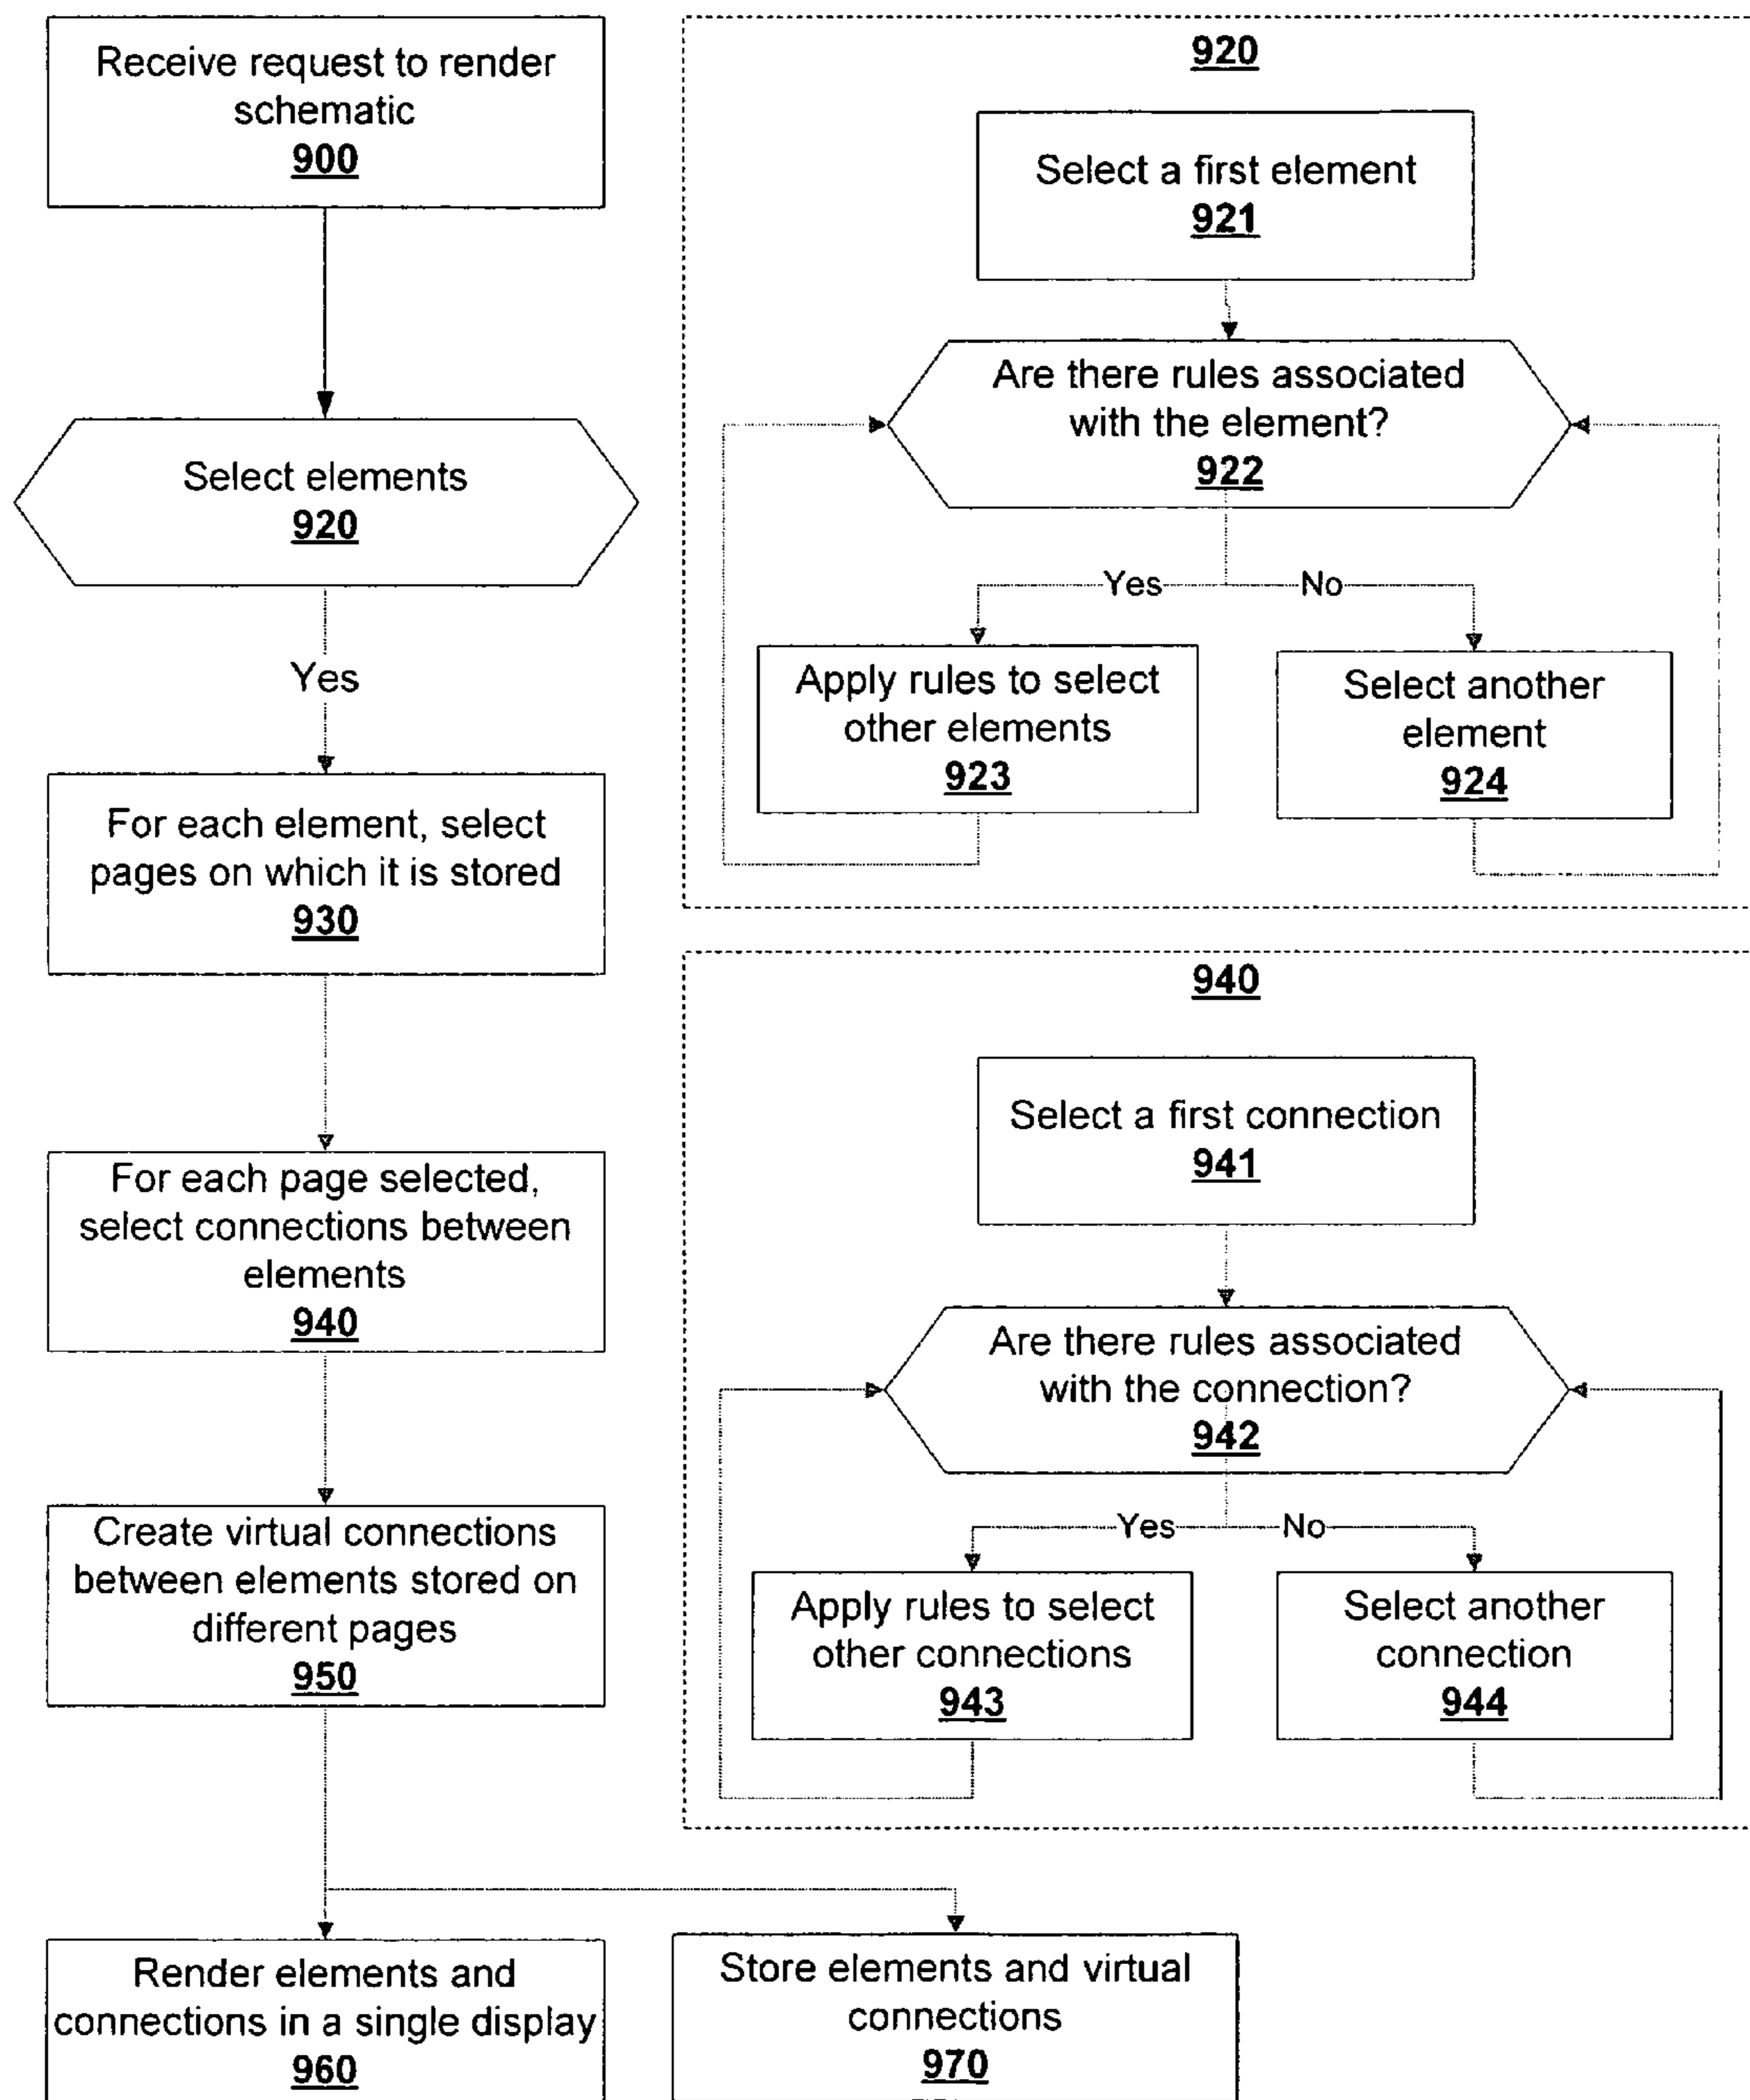 Receive request to render
schematic
900
Select elements
920
Yes
For each element, select
pages on which it is stored
930
For each page selected,
select connections between
elements
940
Create virtual connections
between elements stored on
different pages
950
Render elements and
connections in a single display
960
Store elements and virtual
connections
970
920
Select a first element
921
Are there rules associated
with the element?
922
Yes
No
Apply rules to select
other elements
923
Select another
element
924
940
Select a first connection
941
Are there rules associated
with the connection?
942
Yes
No
Apply rules to select
other connections
943
Select another
connection
944